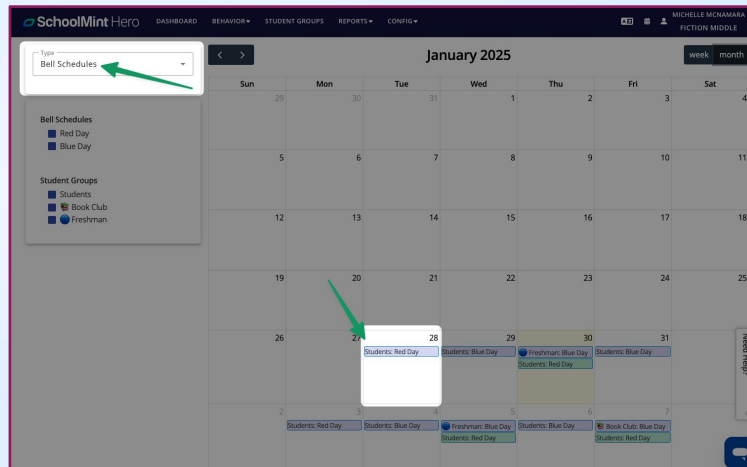 SchoolMint Hero DASHBOARD BEHAVIOR STUDENT GROUPS REPORTS CONFIG MICHELLE MCNAMARA
FICTION MIDDLE
Type
Bell Schedules
January 2025
week month
Sun Mon Tue Wed Thu Fri Sat
29 30 31 1 2 3 4
Bell Schedules
Red Day
Blue Day
5 6 7 8 9 10 11
Student Groups
Students
Book Club
Freshman
12 13 14 15 16 17 18
19 20 21 22 23 24 25
26 27 28 29 30 31
Students: Red Day Students: Blue Day Freshman: Blue Day Students: Blue Day
Students: Red Day
Need Help?
2 3 4 5 6 7
Students: Red Day Students: Blue Day Freshman: Blue Day Students: Blue Day Book Club: Blue Day
Students: Red Day Students: Red Day